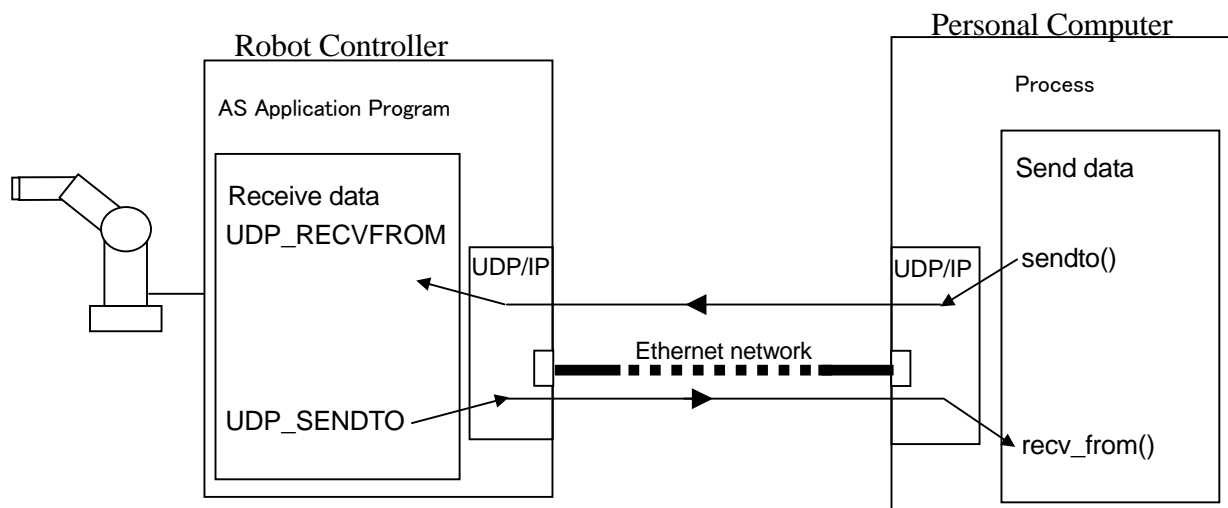 Robot Controller
AS Application Program
Receive data
UDP_RECVFROM
UDP_SENDTO
UDP/IP
Ethernet network
Personal Computer
Process
UDP/IP
Send data
sendto()
recv_from()